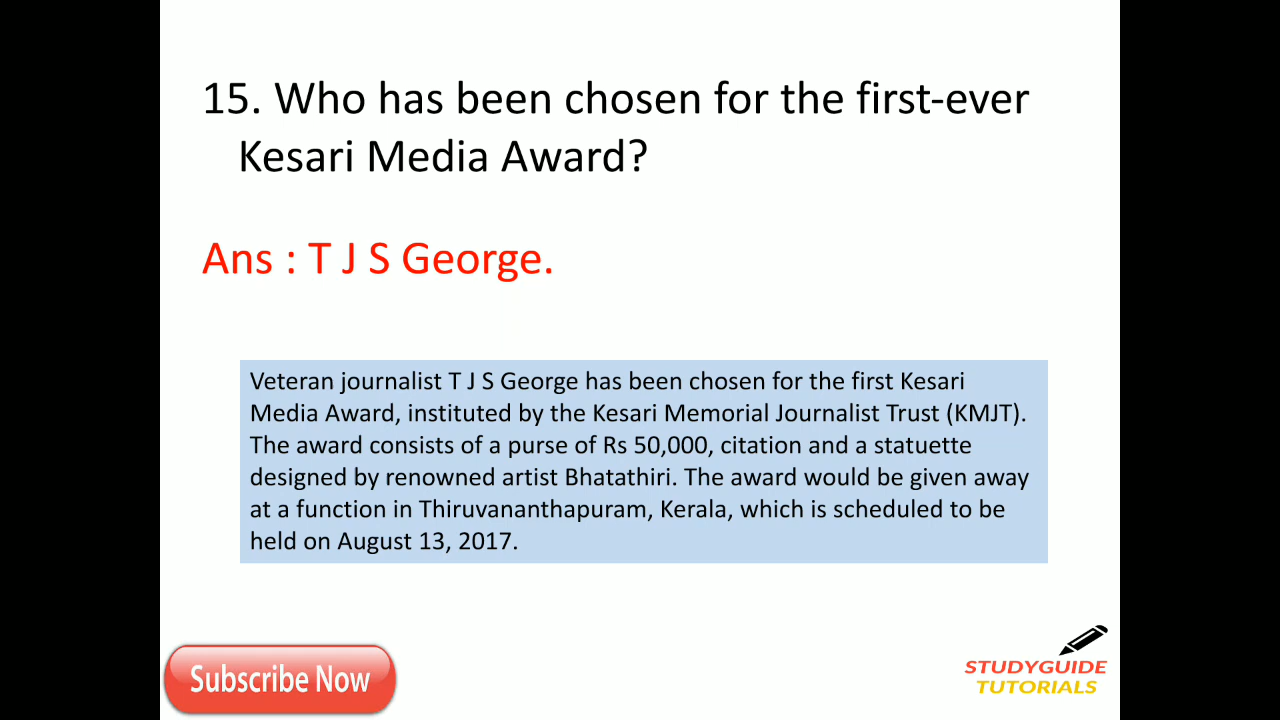 15. Who has been chosen for the first-ever
Kesari Media Award?
Ans : T J S George.
Veteran journalist T J S George has been chosen for the first Kesari
Media Award, instituted by the Kesari Memorial Journalist Trust (KMJT).
The award consists of a purse of Rs 50,000, citation and a statuette
designed by renowned artist Bhatathiri. The award would be given away
at a function in Thiruvananthapuram, Kerala, which is scheduled to be
held on August 13, 2017.
Subscribe Now
STUDYGUIDE
TUTORIALS